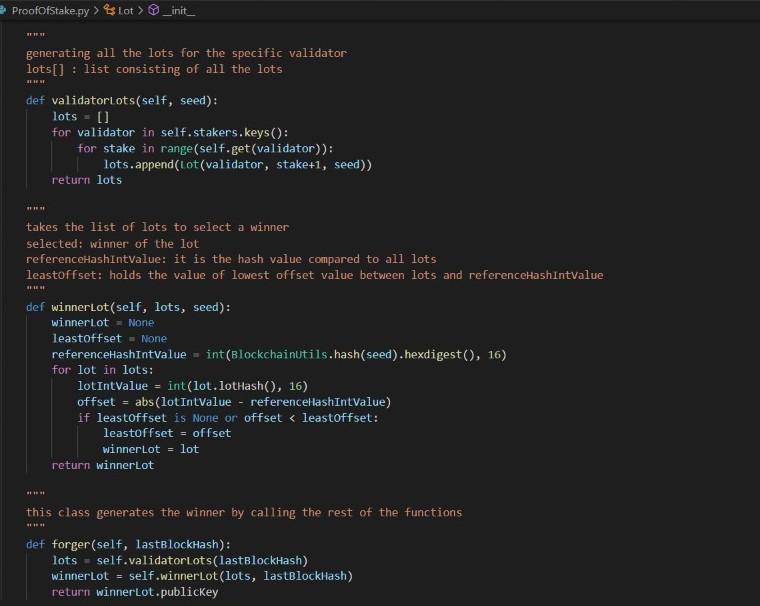 ProofOfStake.py > Lot > __init__
"""
generating all the lots for the specific validator
lots[] : list consisting of all the lots
"""
def validatorLots(self, seed):
    lots = []
    for validator in self.stakers.keys():
        for stake in range(self.get(validator)):
            lots.append(Lot(validator, stake+1, seed))
    return lots
"""
takes the list of lots to select a winner
selected: winner of the lot
referenceHashIntValue: it is the hash value compared to all lots
leastOffset: holds the value of lowest offset value between lots and referenceHashIntValue
"""
def winnerLot(self, lots, seed):
    winnerLot = None
    leastOffset = None
    referenceHashIntValue = int(BlockchainUtils.hash(seed).hexdigest(), 16)
    for lot in lots:
        lotIntValue = int(lot.lotHash(), 16)
        offset = abs(lotIntValue - referenceHashIntValue)
        if leastOffset is None or offset < leastOffset:
            leastOffset = offset
            winnerLot = lot
    return winnerLot
"""
this class generates the winner by calling the rest of the functions
"""
def forger(self, lastBlockHash):
    lots = self.validatorLots(lastBlockHash)
    winnerLot = self.winnerLot(lots, lastBlockHash)
    return winnerLot.publicKey